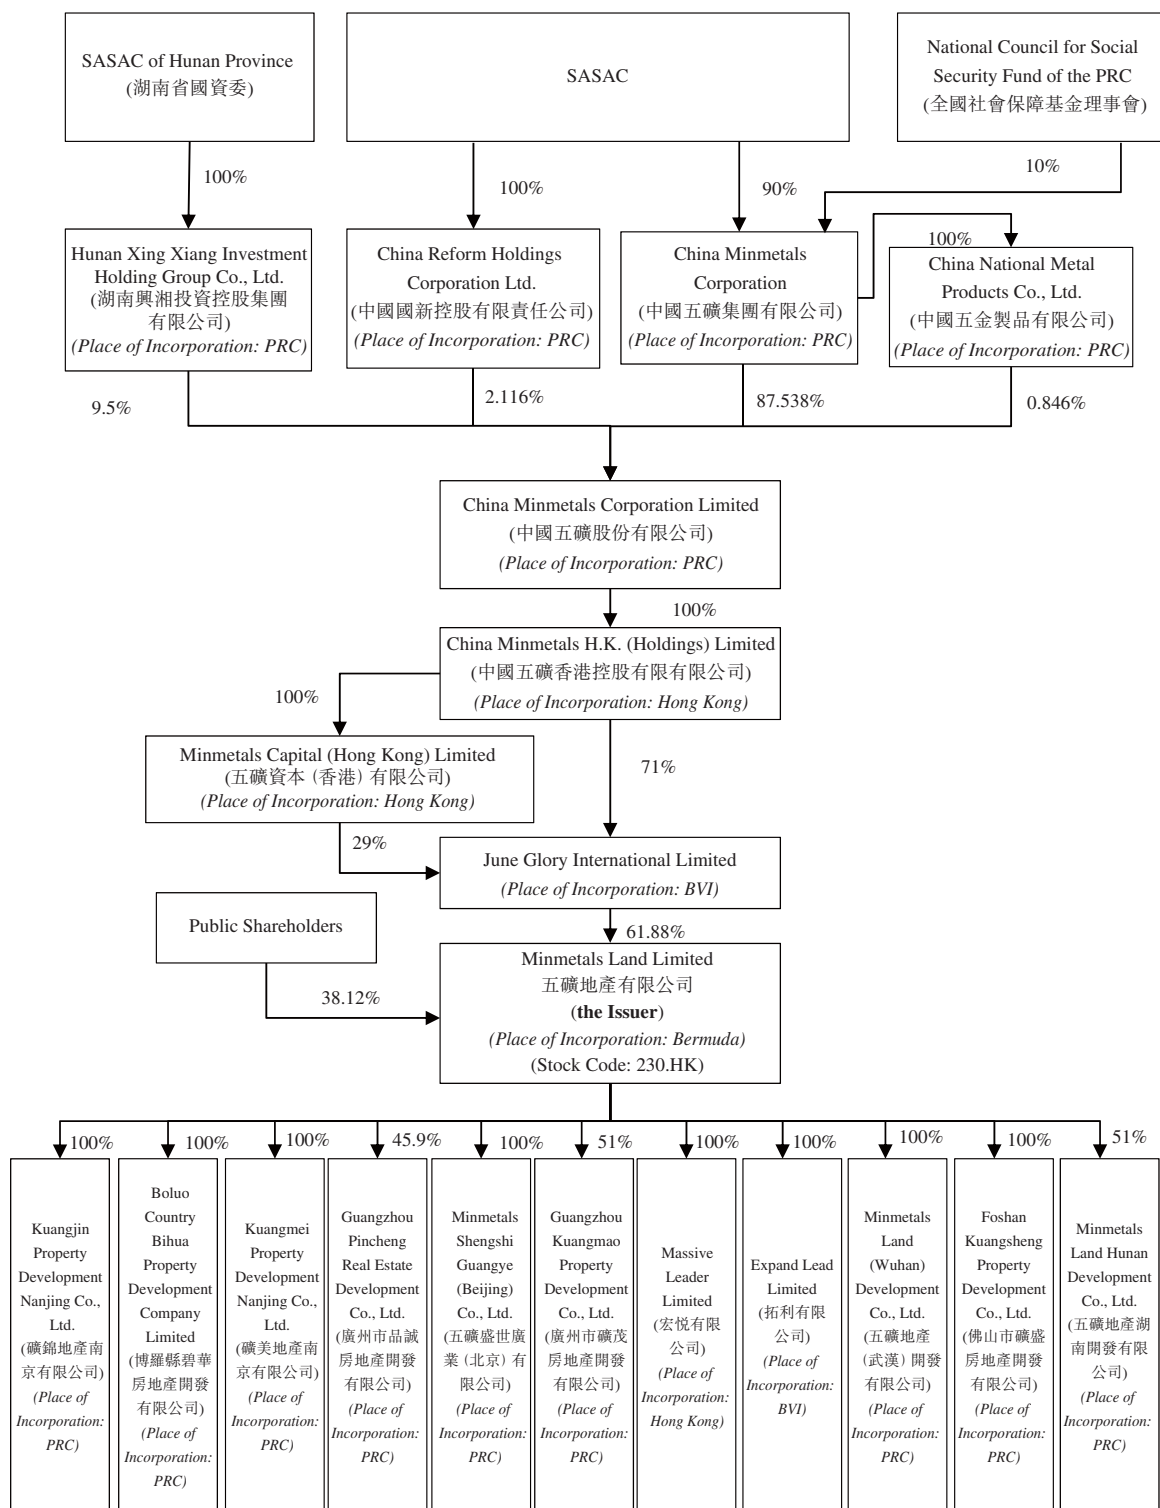 SASAC of Hunan Province
(湖南省國資委)
SASAC
National Council for Social
Security Fund of the PRC
(全國社會保障基金理事會)
100%
100%
90%
10%
100%
Hunan Xing Xiang Investment
Holding Group Co., Ltd.
(湖南興湘投資控股集團
有限公司)
(Place of Incorporation: PRC)
China Reform Holdings
Corporation Ltd.
(中國國新控股有限責任公司)
(Place of Incorporation: PRC)
China Minmetals
Corporation
(中國五礦集團有限公司)
(Place of Incorporation: PRC)
China National Metal
Products Co., Ltd.
(中國五金製品有限公司)
(Place of Incorporation: PRC)
9.5%
2.116%
87.538%
0.846%
China Minmetals Corporation Limited
(中國五礦股份有限公司)
(Place of Incorporation: PRC)
100%
China Minmetals H.K. (Holdings) Limited
(中國五礦香港控股有限有限公司)
(Place of Incorporation: Hong Kong)
100%
Minmetals Capital (Hong Kong) Limited
(五礦資本 (香港) 有限公司)
(Place of Incorporation: Hong Kong)
71%
29%
June Glory International Limited
(Place of Incorporation: BVI)
Public Shareholders
61.88%
38.12%
Minmetals Land Limited
五礦地產有限公司
(the Issuer)
(Place of Incorporation: Bermuda)
(Stock Code: 230.HK)
100%
100%
100%
45.9%
100%
51%
100%
100%
100%
100%
51%
Kuangjin
Property
Development
Nanjing Co.,
Ltd.
(礦錦地產南
京有限公司)
(Place of
Incorporation:
PRC)
Boluo
Country
Bihua
Property
Development
Company
Limited
(博羅縣碧華
房地產開發
有限公司)
(Place of
Incorporation:
PRC)
Kuangmei
Property
Development
Nanjing Co.,
Ltd.
(礦美地產南
京有限公司)
(Place of
Incorporation:
PRC)
Guangzhou
Pincheng
Real Estate
Development
Co., Ltd.
(廣州市品誠
房地產開發
有限公司)
(Place of
Incorporation:
PRC)
Minmetals
Shengshi
Guangye
(Beijing)
Co., Ltd.
(五礦盛世廣
業 (北京) 有
限公司)
(Place of
Incorporation:
PRC)
Guangzhou
Kuangmao
Property
Development
Co., Ltd.
(廣州市礦茂
房地產開發
有限公司)
(Place of
Incorporation:
PRC)
Massive
Leader
Limited
(宏悦有限
公司)
(Place of
Incorporation:
Hong Kong)
Expand Lead
Limited
(拓利有限
公司)
(Place of
Incorporation:
BVI)
Minmetals
Land
(Wuhan)
Development
Co., Ltd.
(五礦地產
(武漢) 開發
有限公司)
(Place of
Incorporation:
PRC)
Foshan
Kuangsheng
Property
Development
Co., Ltd.
(佛山市礦盛
房地產開發
有限公司)
(Place of
Incorporation:
PRC)
Minmetals
Land Hunan
Development
Co., Ltd.
(五礦地產湖
南開發有限
公司)
(Place of
Incorporation:
PRC)